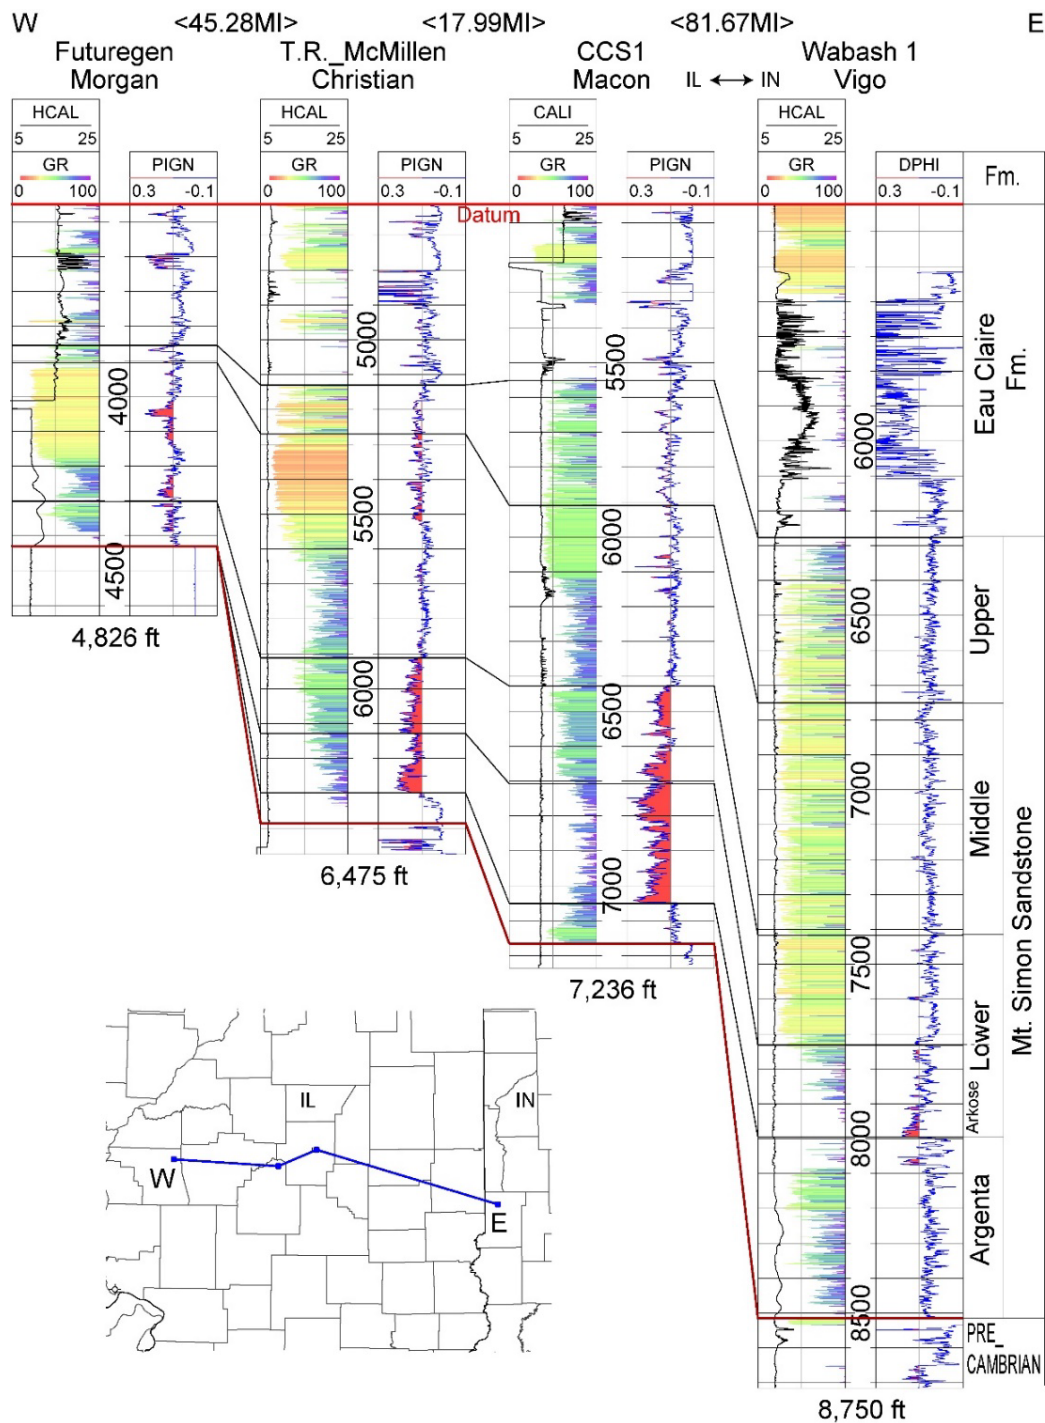 W <45.28MI> <17.99MI> <81.67MI> E
Futuregen T.R._McMillen CCS1 Wabash 1
Morgan Christian Macon IL ⟷ IN Vigo
HCAL HCAL CALI HCAL
5 25 5 25 5 25 5 25
GR PIGN GR PIGN GR PIGN GR DPHI Fm.
0 100 0.3 -0.1 0 100 0.3 -0.1 0 100 0.3 -0.1 0 100 0.3 -0.1
Datum
4000
4500
4,826 ft
5000
5500
6000
6,475 ft
5500
6000
6500
7000
7,236 ft
6000
6500
7000
7500
8000
8500
8,750 ft
Eau Claire
Fm.
Upper
Middle
Lower
Arkose
Argenta
Mt. Simon Sandstone
PRE_
CAMBRIAN
IL IN
W
E